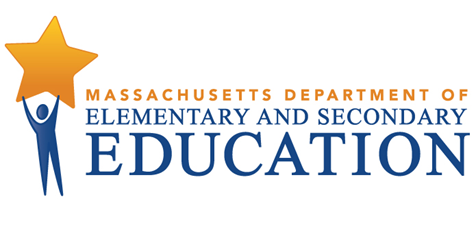 MASSACHUSETTS DEPARTMENT OF
ELEMENTARY AND SECONDARY
EDUCATION